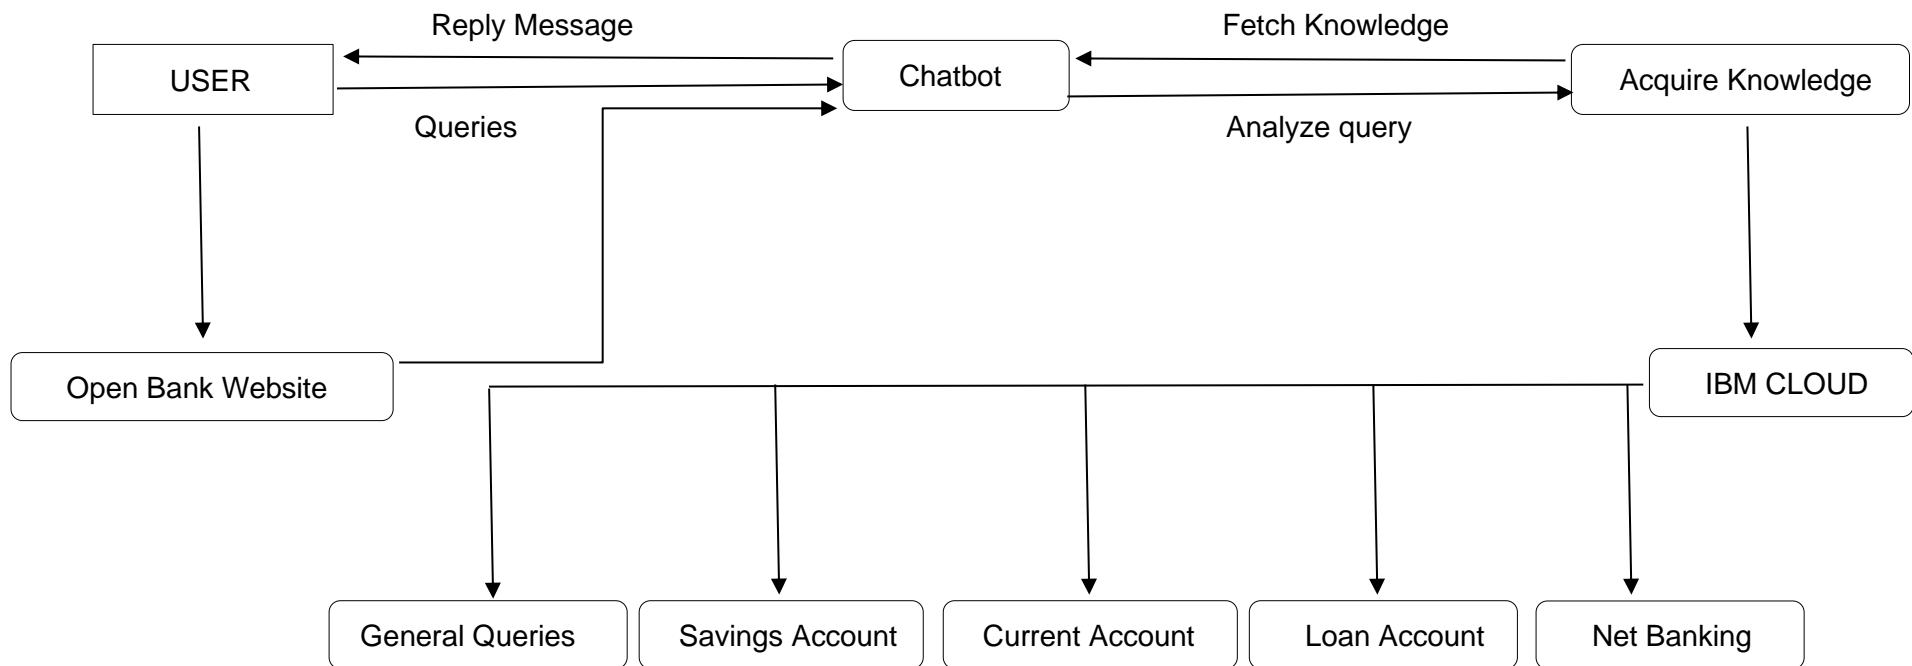 Reply Message
Fetch Knowledge
USER
Chatbot
Acquire Knowledge
Queries
Analyze query
Open Bank Website
IBM CLOUD
General Queries
Savings Account
Current Account
Loan Account
Net Banking